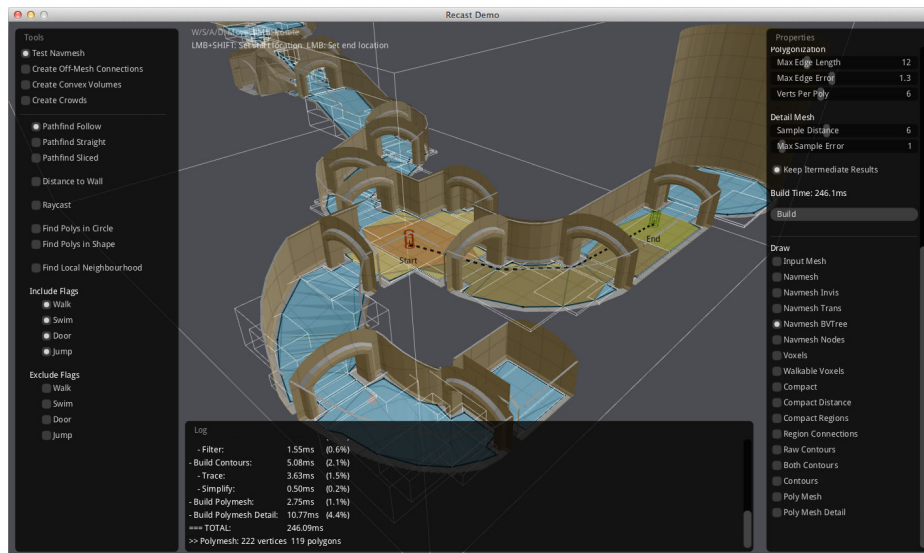 Recast Demo
Tools
Test Navmesh
Create Off-Mesh Connections
Create Convex Volumes
Create Crowds
Pathfind Follow
Pathfind Straight
Pathfind Sliced
Distance to Wall
Raycast
Find Polys in Circle
Find Polys in Shape
Find Local Neighbourhood
Include Flags
Walk
Swim
Door
Jump
Exclude Flags
Walk
Swim
Door
Jump
W/S/A/D: Move  RMB: Rotate
LMB+SHIFT: Set start location  LMB: Set end location
Start
End
Log
- Filter: 1.55ms (0.6%)
- Build Contours: 5.08ms (2.1%)
- Trace: 3.63ms (1.5%)
- Simplify: 0.50ms (0.2%)
- Build Polymesh: 2.75ms (1.1%)
- Build Polymesh Detail: 10.77ms (4.4%)
=== TOTAL: 246.09ms
>> Polymesh: 222 vertices  119 polygons
Properties
Polygonization
Max Edge Length 12
Max Edge Error 1.3
Verts Per Poly 6
Detail Mesh
Sample Distance 6
Max Sample Error 1
Keep Itermediate Results
Build Time: 246.1ms
Build
Draw
Input Mesh
Navmesh
Navmesh Invis
Navmesh Trans
Navmesh BVTree
Navmesh Nodes
Voxels
Walkable Voxels
Compact
Compact Distance
Compact Regions
Region Connections
Raw Contours
Both Contours
Contours
Poly Mesh
Poly Mesh Detail